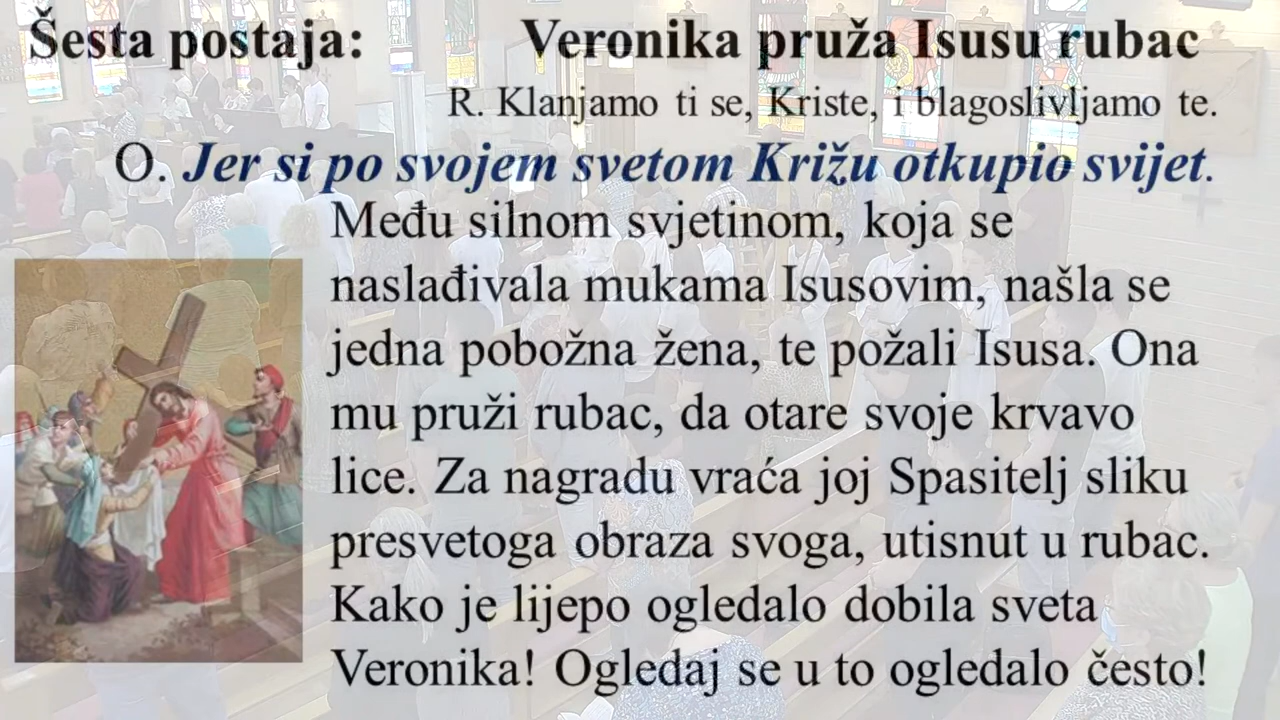 Šesta postaja: Veronika pruža Isusu rubac
R. Klanjamo ti se, Kriste, i blagoslivljamo te.
O. Jer si po svojem svetom Križu otkupio svijet.
Među silnom svjetinom, koja se
naslađivala mukama Isusovim, našla se
jedna pobožna žena, te požali Isusa. Ona
mu pruži rubac, da otare svoje krvavo
lice. Za nagradu vraća joj Spasitelj sliku
presvetoga obraza svoga, utisnut u rubac.
Kako je lijepo ogledalo dobila sveta
Veronika! Ogledaj se u to ogledalo često!